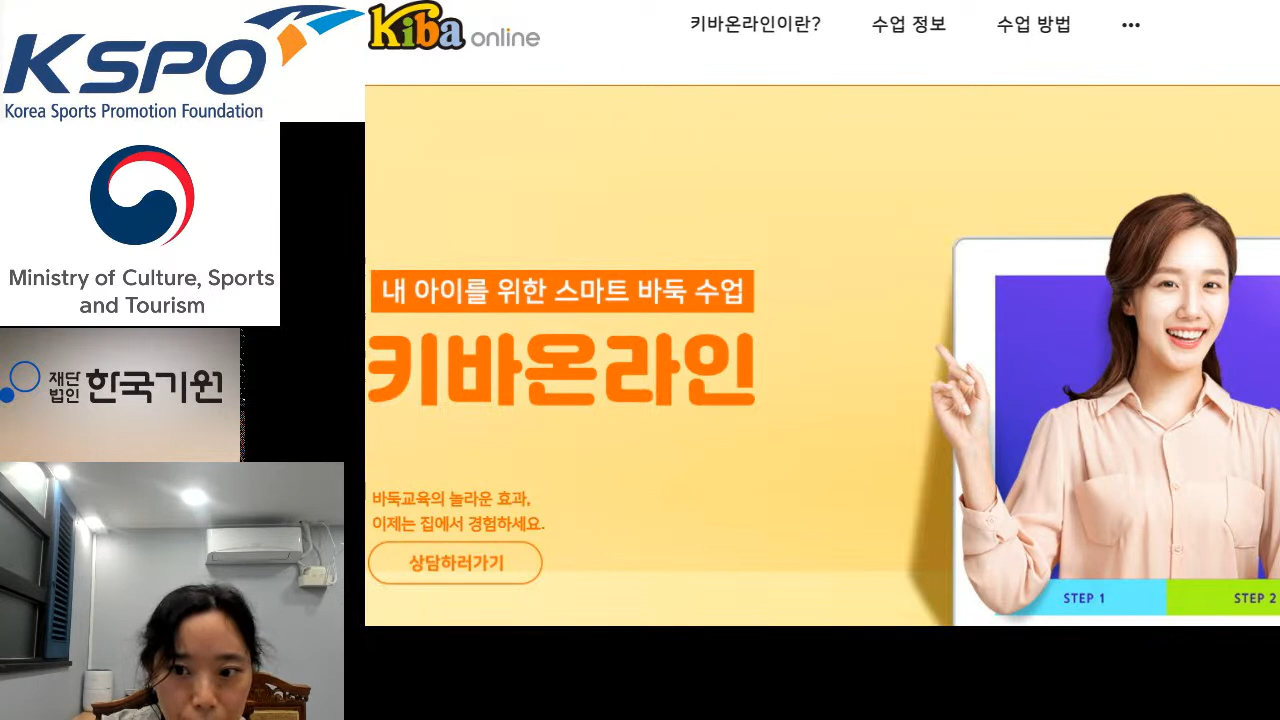 KSPO
Korea Sports Promotion Foundation
Ministry of Culture, Sports
and Tourism
재단
법인
한국기원
Kiba online
키바온라인이란?
수업 정보
수업 방법
•••
내 아이를 위한 스마트 바둑 수업
키바온라인
바둑교육의 놀라운 효과,
이제는 집에서 경험하세요.
상담하러가기
STEP 1
STEP 2